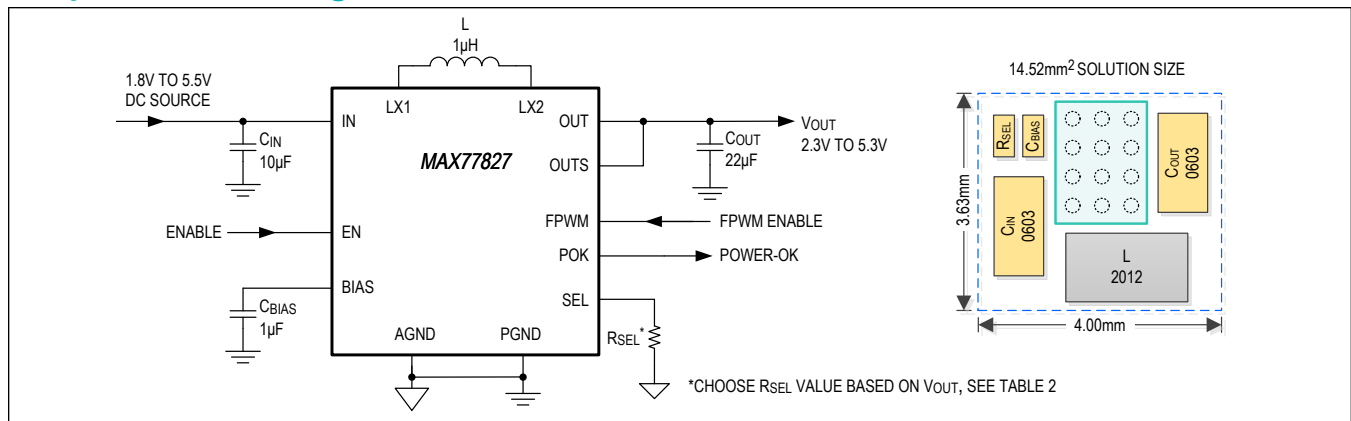 L
1µH
1.8V TO 5.5V
DC SOURCE
LX1
LX2
IN
OUT
VOUT
2.3V TO 5.3V
CIN
10µF
MAX77827
OUTS
COUT
22µF
FPWM
FPWM ENABLE
ENABLE
EN
POK
POWER-OK
BIAS
SEL
CBIAS
1µF
AGND
PGND
RSEL*
*CHOOSE RSEL VALUE BASED ON VOUT, SEE TABLE 2
14.52mm2 SOLUTION SIZE
RSEL
CBIAS
COUT
0603
CIN
0603
3.63mm
L
2012
4.00mm